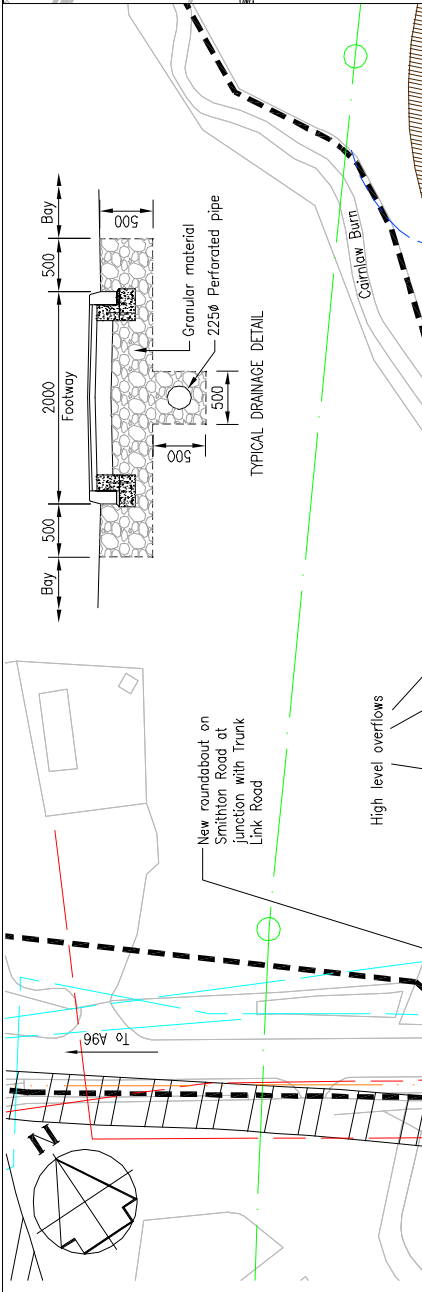 Bay
500
2000
500
Bay
Footway
500
Granular material
225ø Perforated pipe
500
500
TYPICAL DRAINAGE DETAIL
Cairnlaw Burn
New roundabout on
Smithton Road at
junction with Trunk
Link Road
High level overflows
To A96
N